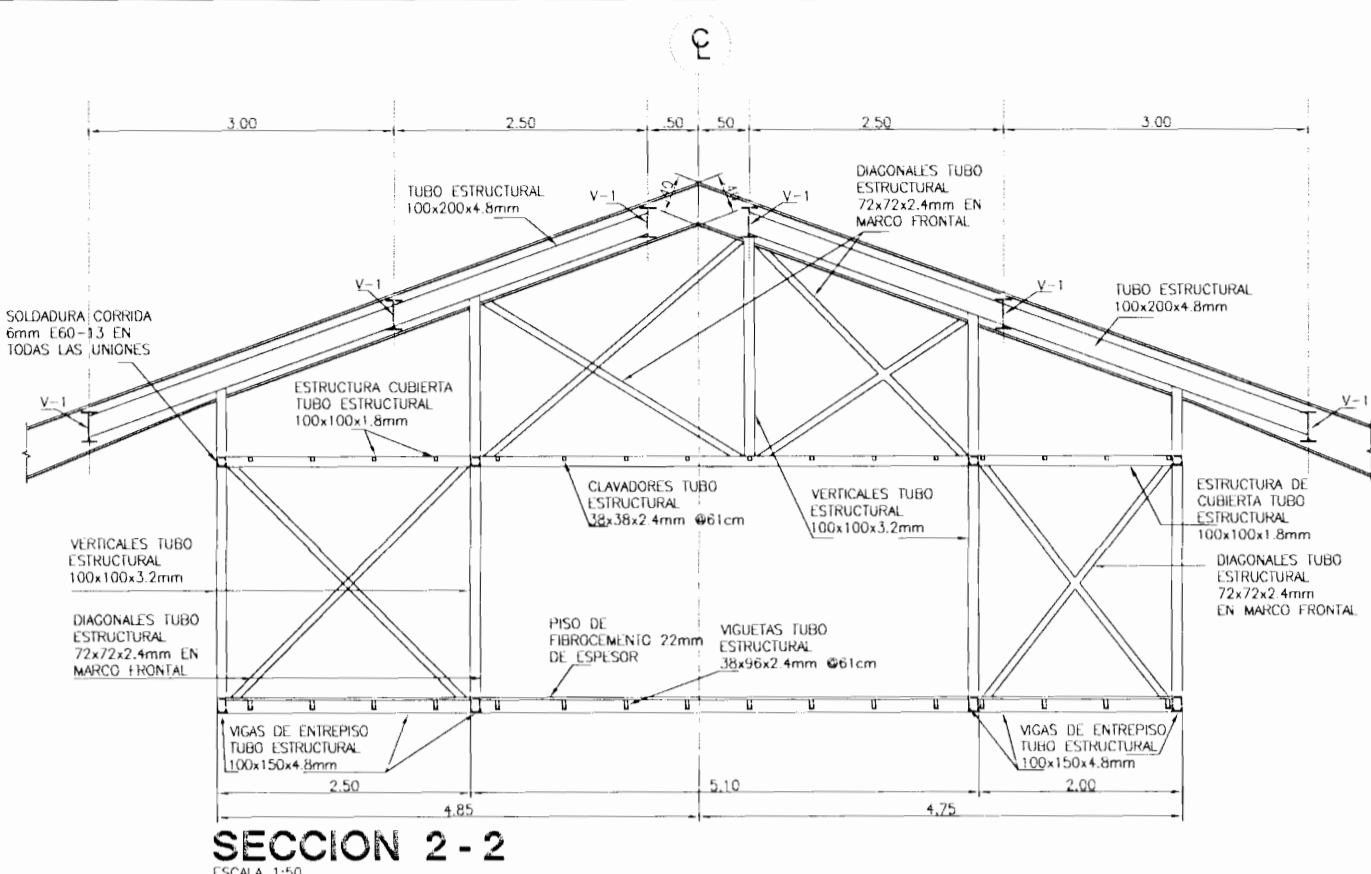 ℄
3.00
2.50
.50
50
2.50
3.00
TUBO ESTRUCTURAL
100x200x4.8mm
V-1
V-1
DIAGONALES TUBO
ESTRUCTURAL
72x72x2.4mm EN
MARCO FRONTAL
V-1
V-1
TUBO ESTRUCTURAL
100x200x4.8mm
SOLDADURA CORRIDA
6mm E60-13 EN
TODAS LAS UNIONES
V-1
V-1
ESTRUCTURA CUBIERTA
TUBO ESTRUCTURAL
100x100x1.8mm
CLAVADORES TUBO
ESTRUCTURAL
38x38x2.4mm @61cm
VERTICALES TUBO
ESTRUCTURAL
100x100x3.2mm
ESTRUCTURA DE
CUBIERTA TUBO
ESTRUCTURAL
100x100x1.8mm
VERTICALES TUBO
ESTRUCTURAL
100x100x3.2mm
DIAGONALES TUBO
ESTRUCTURAL
72x72x2.4mm
EN MARCO FRONTAL
DIAGONALES TUBO
ESTRUCTURAL
72x72x2.4mm EN
MARCO FRONTAL
PISO DE
FIBROCEMENTO 22mm
DE ESPESOR
VIGUETAS TUBO
ESTRUCTURAL
38x96x2.4mm @61cm
VIGAS DE ENTREPISO
TUBO ESTRUCTURAL
100x150x4.8mm
VIGAS DE ENTREPISO
TUBO ESTRUCTURAL
100x150x4.8mm
2.50
5.10
2.00
4.85
4.75
SECCION 2-2
ESCALA 1:50